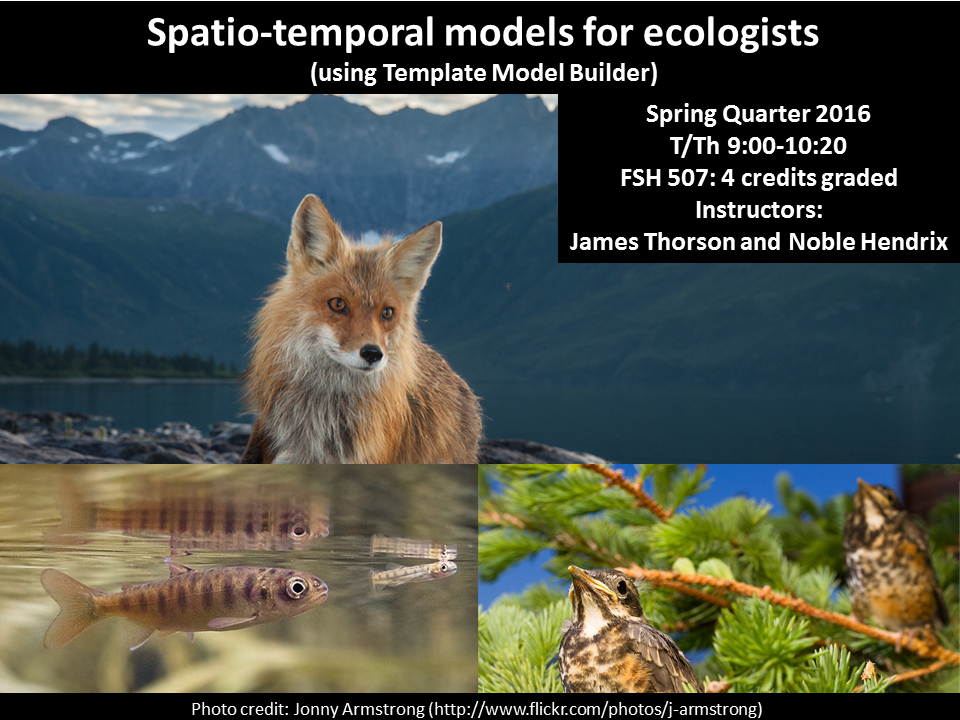 Spatio-temporal models for ecologists
(using Template Model Builder)
Spring Quarter 2016
T/Th 9:00-10:20
FSH 507: 4 credits graded
Instructors:
James Thorson and Noble Hendrix
Photo credit: Jonny Armstrong (http://www.flickr.com/photos/j-armstrong)